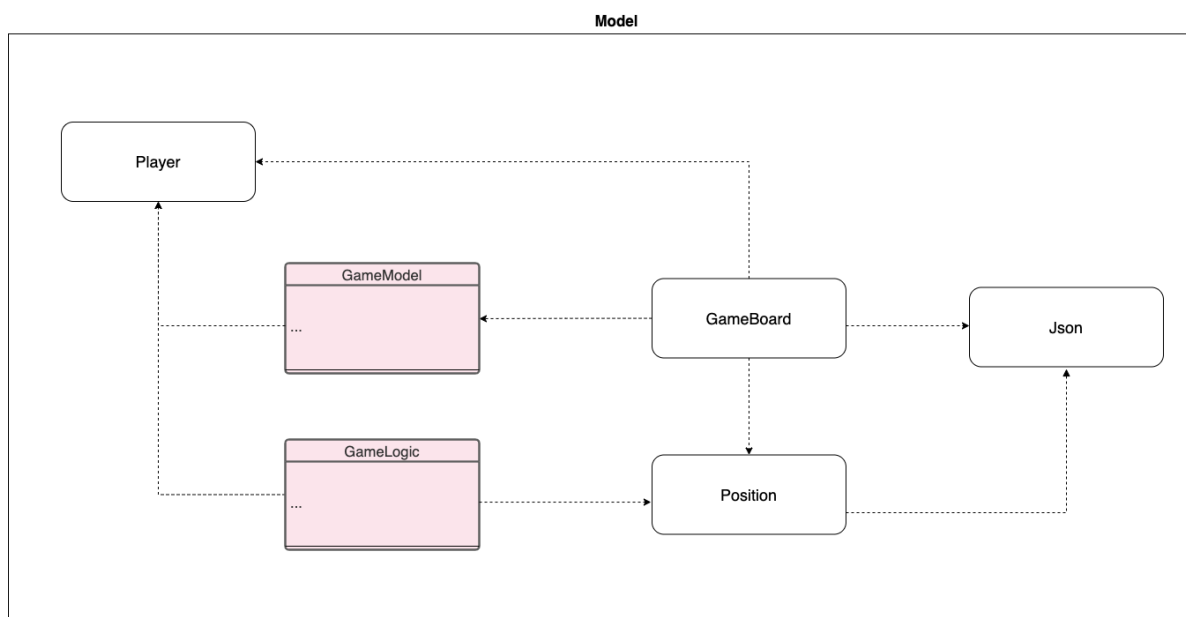 Model
Player
GameModel
...
GameBoard
Json
GameLogic
...
Position